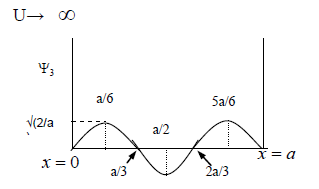 U→ ∞
Ψ3
a/6
5a/6
√(2/a
a/2
x = 0
a/3
2a/3
x = a